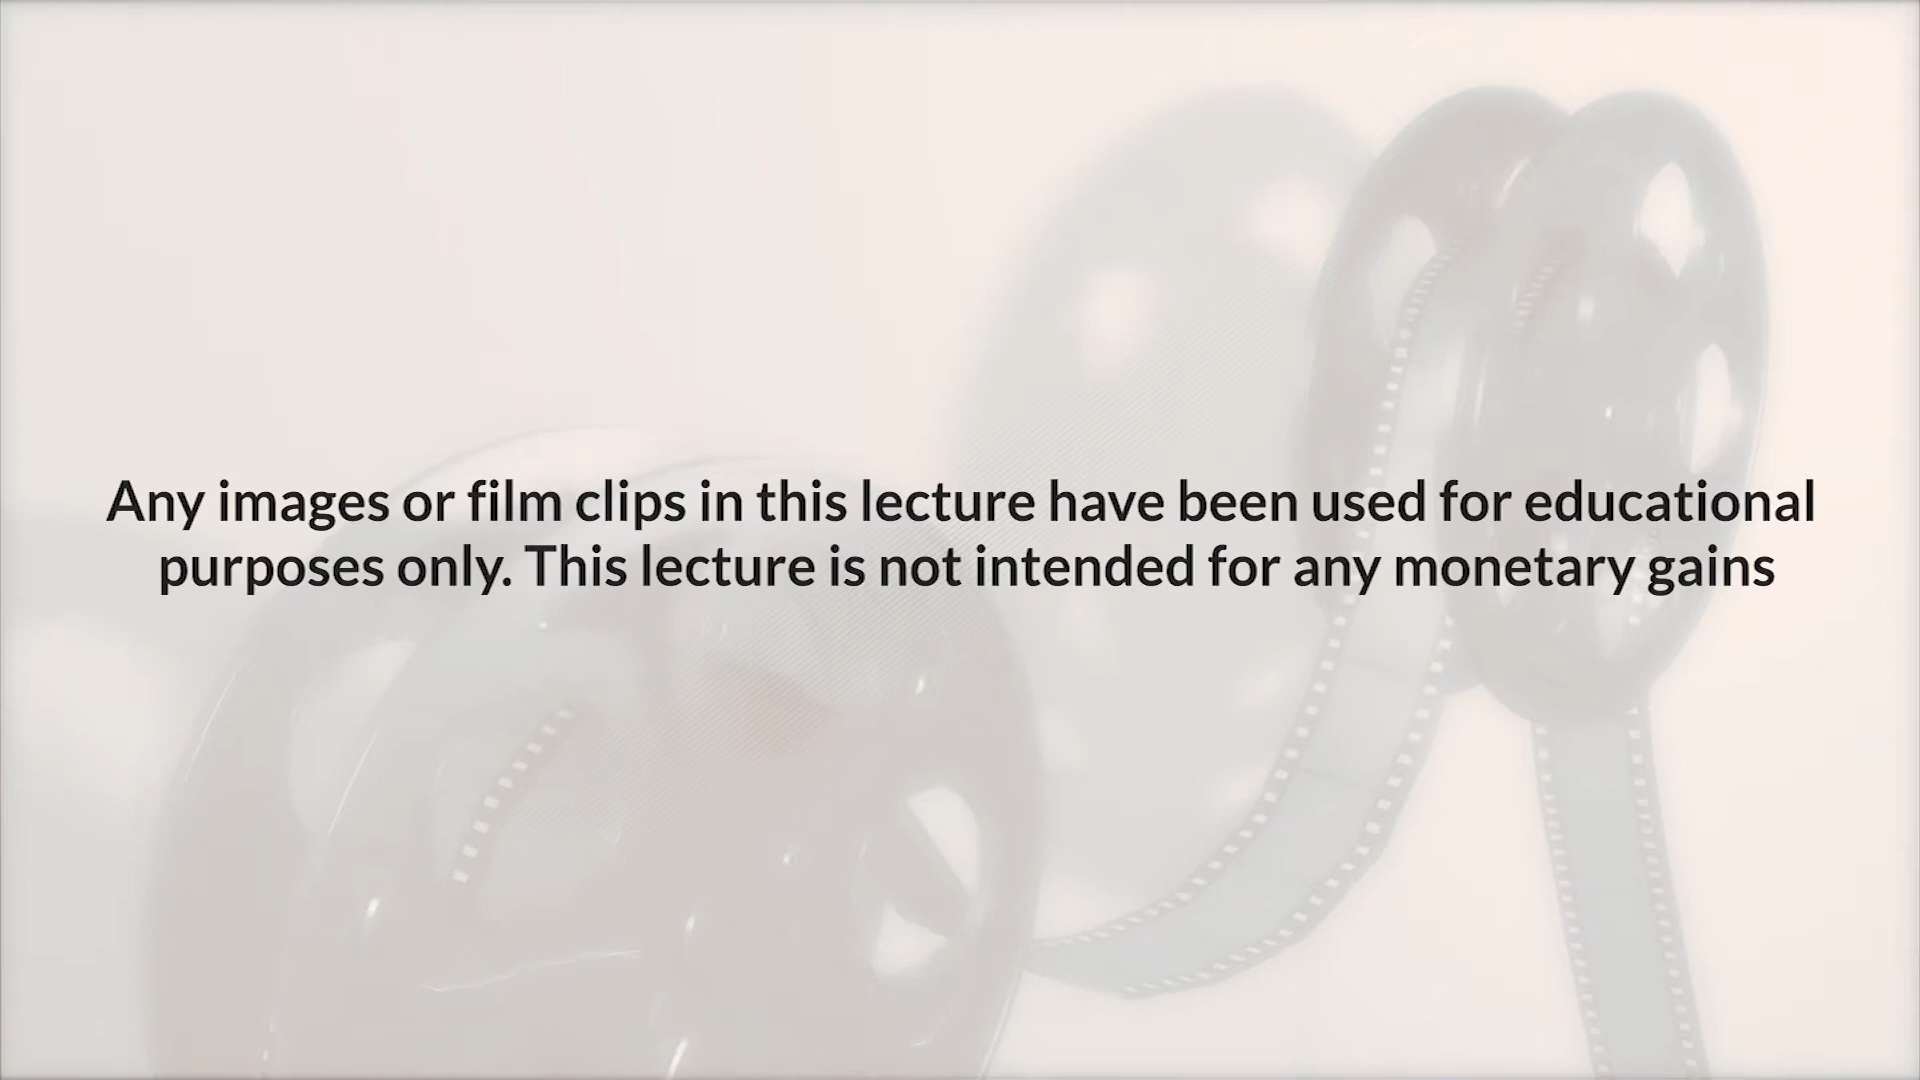 Any images or film clips in this lecture have been used for educational
purposes only. This lecture is not intended for any monetary gains